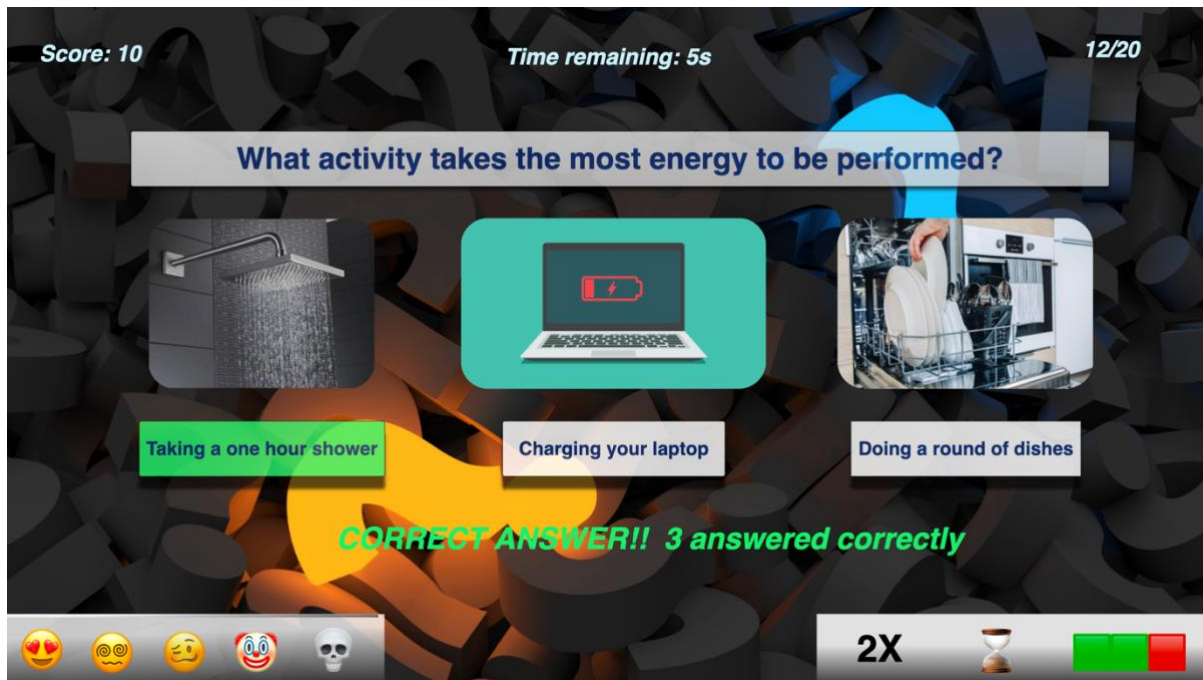 Score: 10
Time remaining: 5s
12/20
What activity takes the most energy to be performed?
Taking a one hour shower
Charging your laptop
Doing a round of dishes
CORRECT ANSWER!! 3 answered correctly
2X